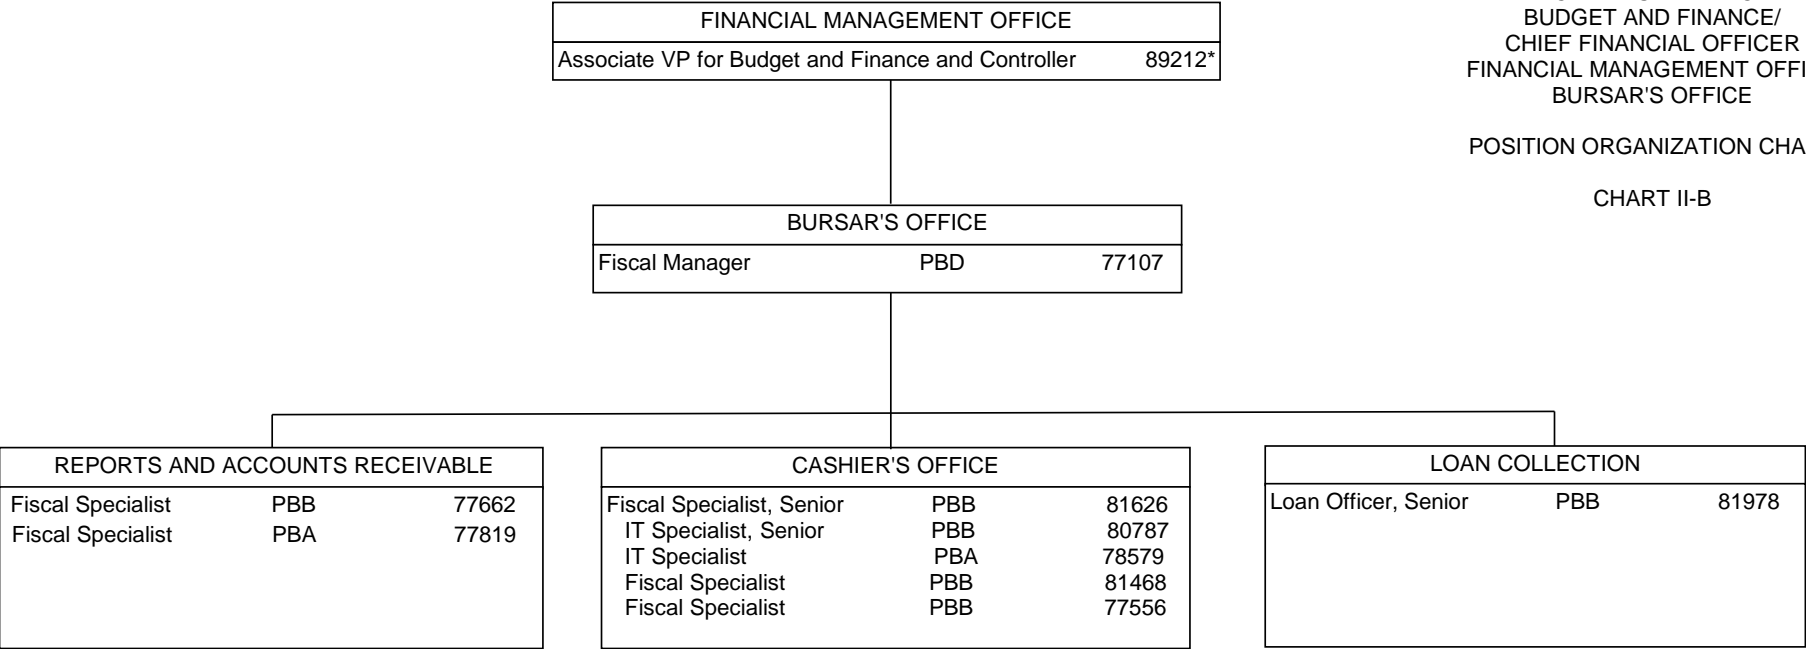 FINANCIAL MANAGEMENT OFFICE
Associate VP for Budget and Finance and Controller 89212*
BUDGET AND FINANCE/
CHIEF FINANCIAL OFFICER
FINANCIAL MANAGEMENT OFFI
BURSAR'S OFFICE
POSITION ORGANIZATION CHA
CHART II-B
BURSAR'S OFFICE
Fiscal Manager PBD 77107
REPORTS AND ACCOUNTS RECEIVABLE
Fiscal Specialist PBB 77662
Fiscal Specialist PBA 77819
CASHIER'S OFFICE
Fiscal Specialist, Senior PBB 81626
IT Specialist, Senior PBB 80787
IT Specialist PBA 78579
Fiscal Specialist PBB 81468
Fiscal Specialist PBB 77556
LOAN COLLECTION
Loan Officer, Senior PBB 81978